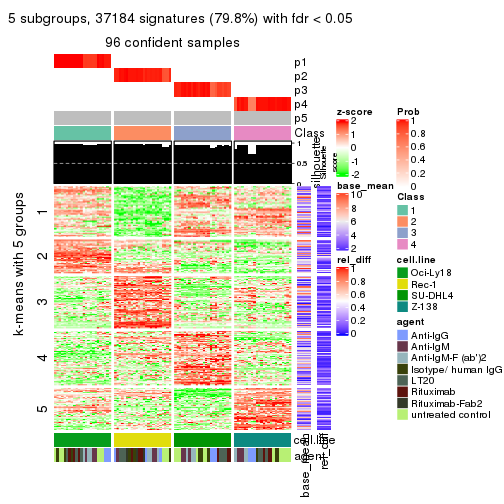 5 subgroups, 37184 signatures (79.8%) with fdr < 0.05
96 confident samples
p1
p2
p3
p4
p5
Class
1
0.5
0
silhouette
k-means with 5 groups
1
2
3
4
5
cell.line
agent
base_mean
rel_diff
z-score
2
1
0
-1
-2
Silhouette
score
base_mean
10
8
6
4
2
rel_diff
1
0.8
0.6
0.4
0.2
0
Prob
1
0.8
0.6
0.4
0.2
0
Class
1
2
3
4
cell.line
Oci-Ly18
Rec-1
SU-DHL4
Z-138
agent
Anti-IgG
Anti-IgM
Anti-IgM-F (ab')2
Isotype/ human IgG
LT20
Rituximab
Rituximab-Fab2
untreated control